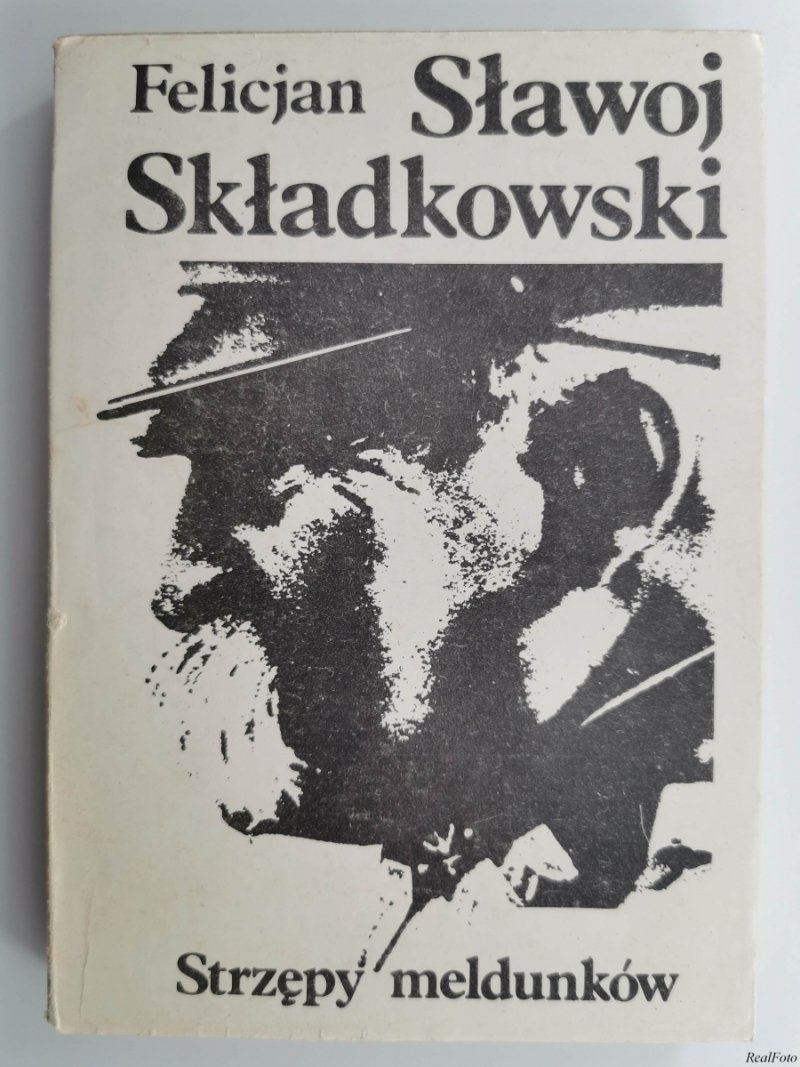 Felicjan Sławoj
Składkowski
Strzępy meldunków
RealFoto